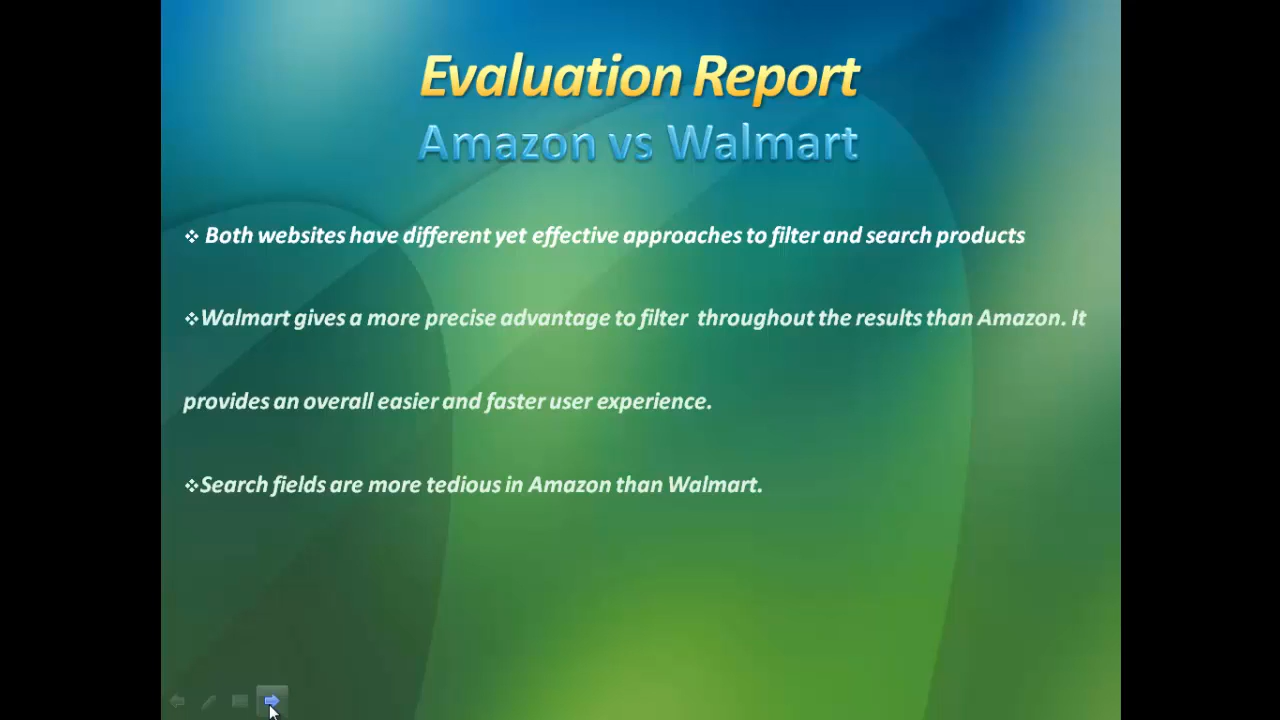 Evaluation Report
Amazon vs Walmart
❖ Both websites have different yet effective approaches to filter and search products
❖Walmart gives a more precise advantage to filter  throughout the results than Amazon. It
provides an overall easier and faster user experience.
❖Search fields are more tedious in Amazon than Walmart.